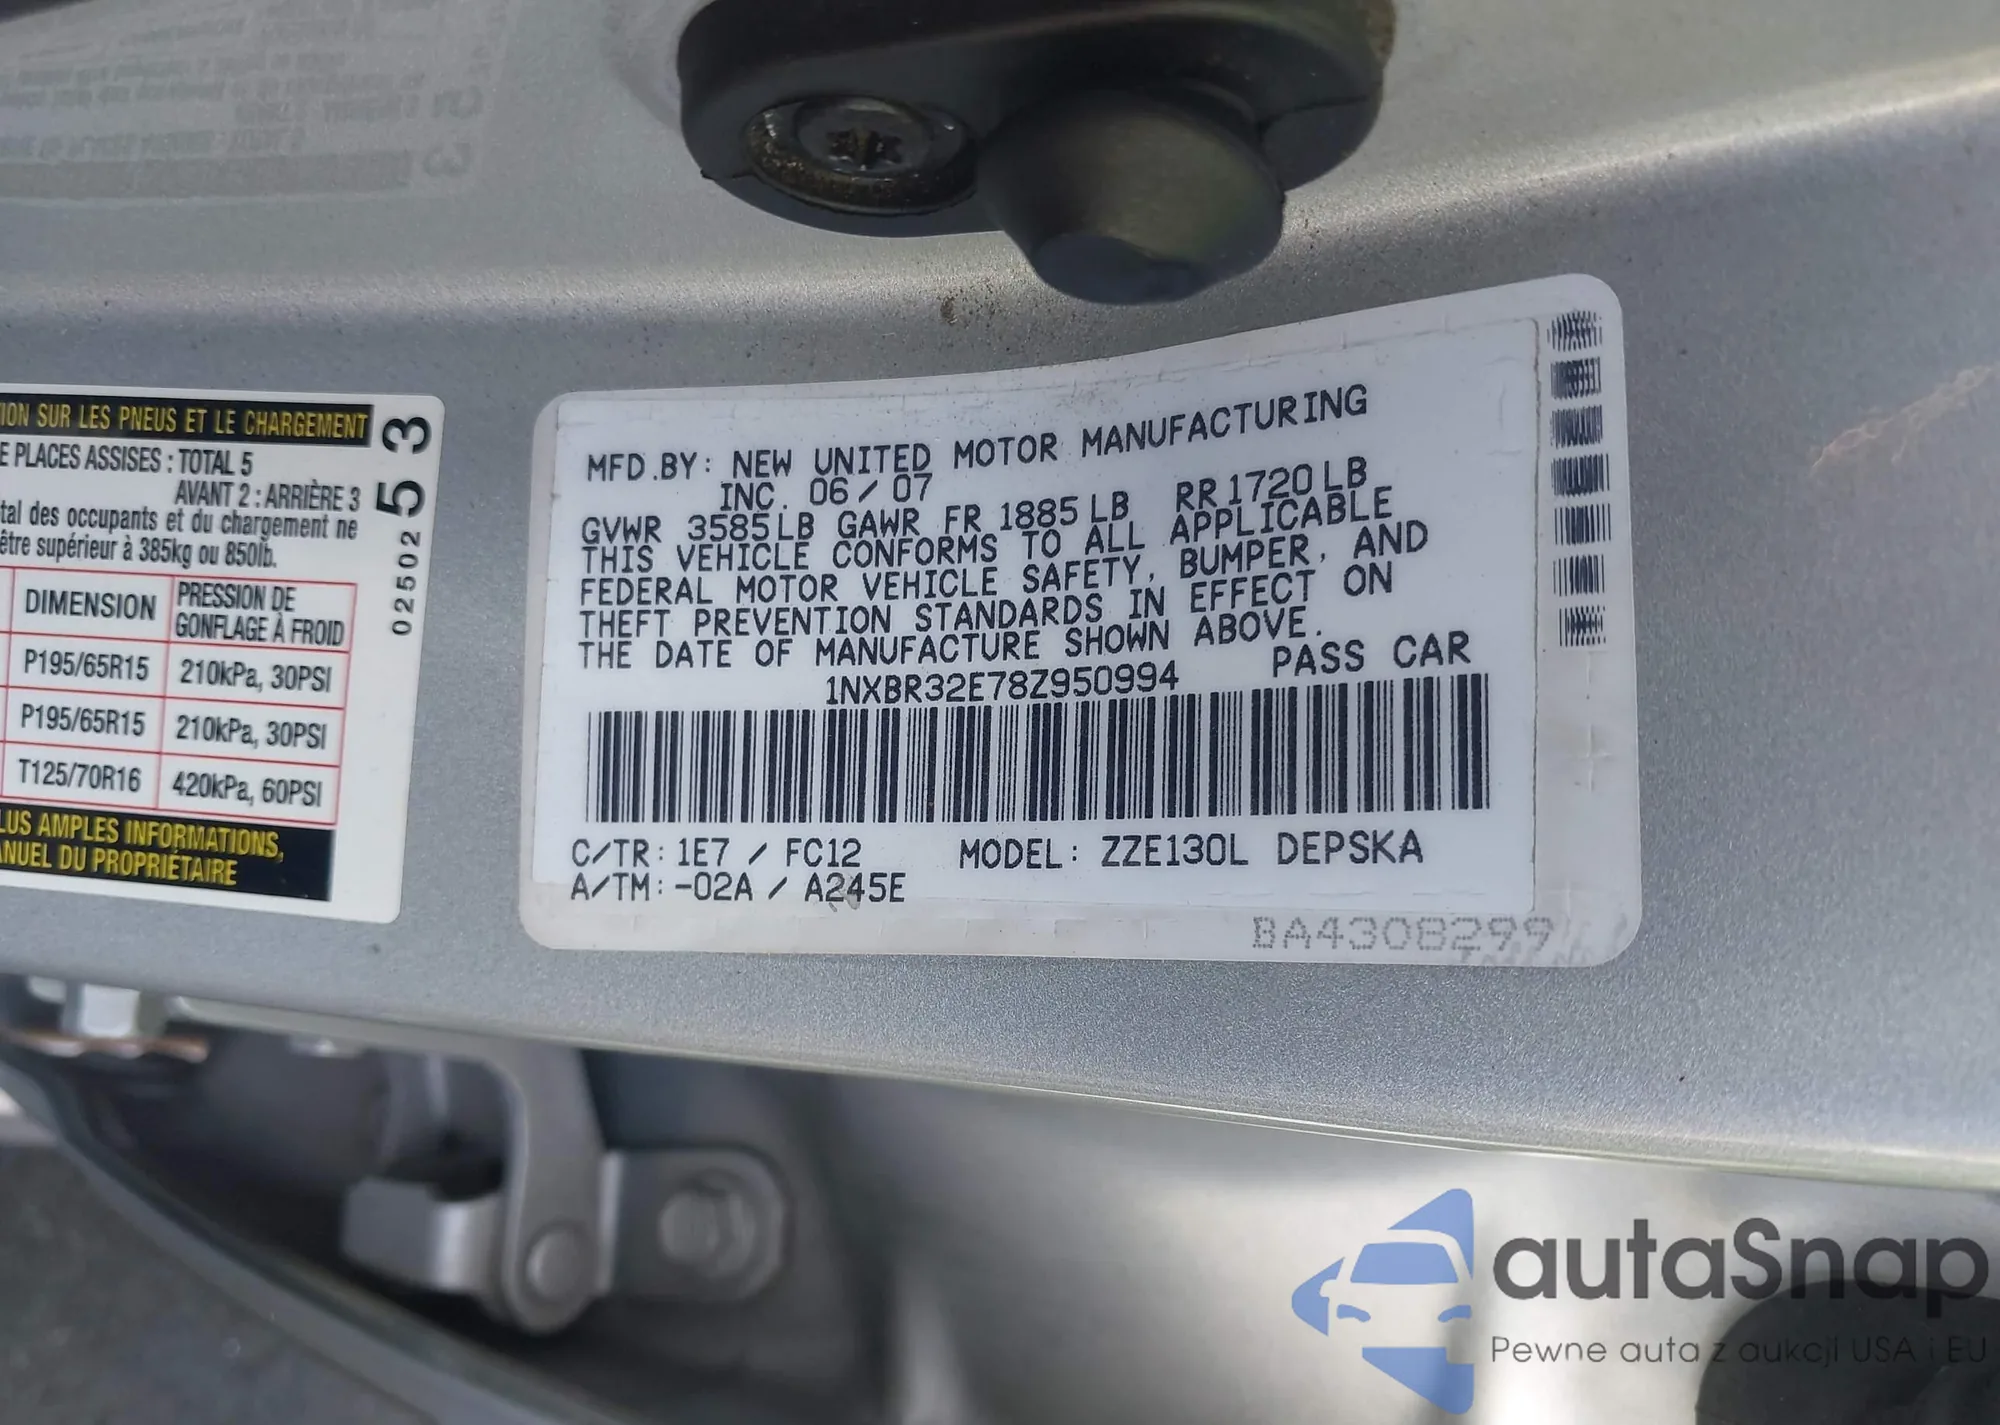 ION SUR LES PNEUS ET LE CHARGEMENT
E PLACES ASSISES : TOTAL 5
AVANT 2 : ARRIÈRE 3
tal des occupants et du chargement ne
être supérieur à 385kg ou 850lb.
DIMENSION PRESSION DE
GONFLAGE À FROID
P195/65R15 210kPa, 30PSI
P195/65R15 210kPa, 30PSI
T125/70R16 420kPa, 60PSI
LUS AMPLES INFORMATIONS,
ANUEL DU PROPRIÉTAIRE
02502 53
MFD.BY: NEW UNITED MOTOR MANUFACTURING
INC. 06/07
GVWR 3585LB GAWR FR 1885LB RR1720LB
THIS VEHICLE CONFORMS TO ALL APPLICABLE
FEDERAL MOTOR VEHICLE SAFETY, BUMPER, AND
THEFT PREVENTION STANDARDS IN EFFECT ON
THE DATE OF MANUFACTURE SHOWN ABOVE.
1NXBR32E78Z950994 PASS CAR
C/TR: 1E7 / FC12 MODEL: ZZE130L DEPSKA
A/TM: -02A / A245E
BA4308299
autaSnap
Pewne auta z aukcji USA i EU